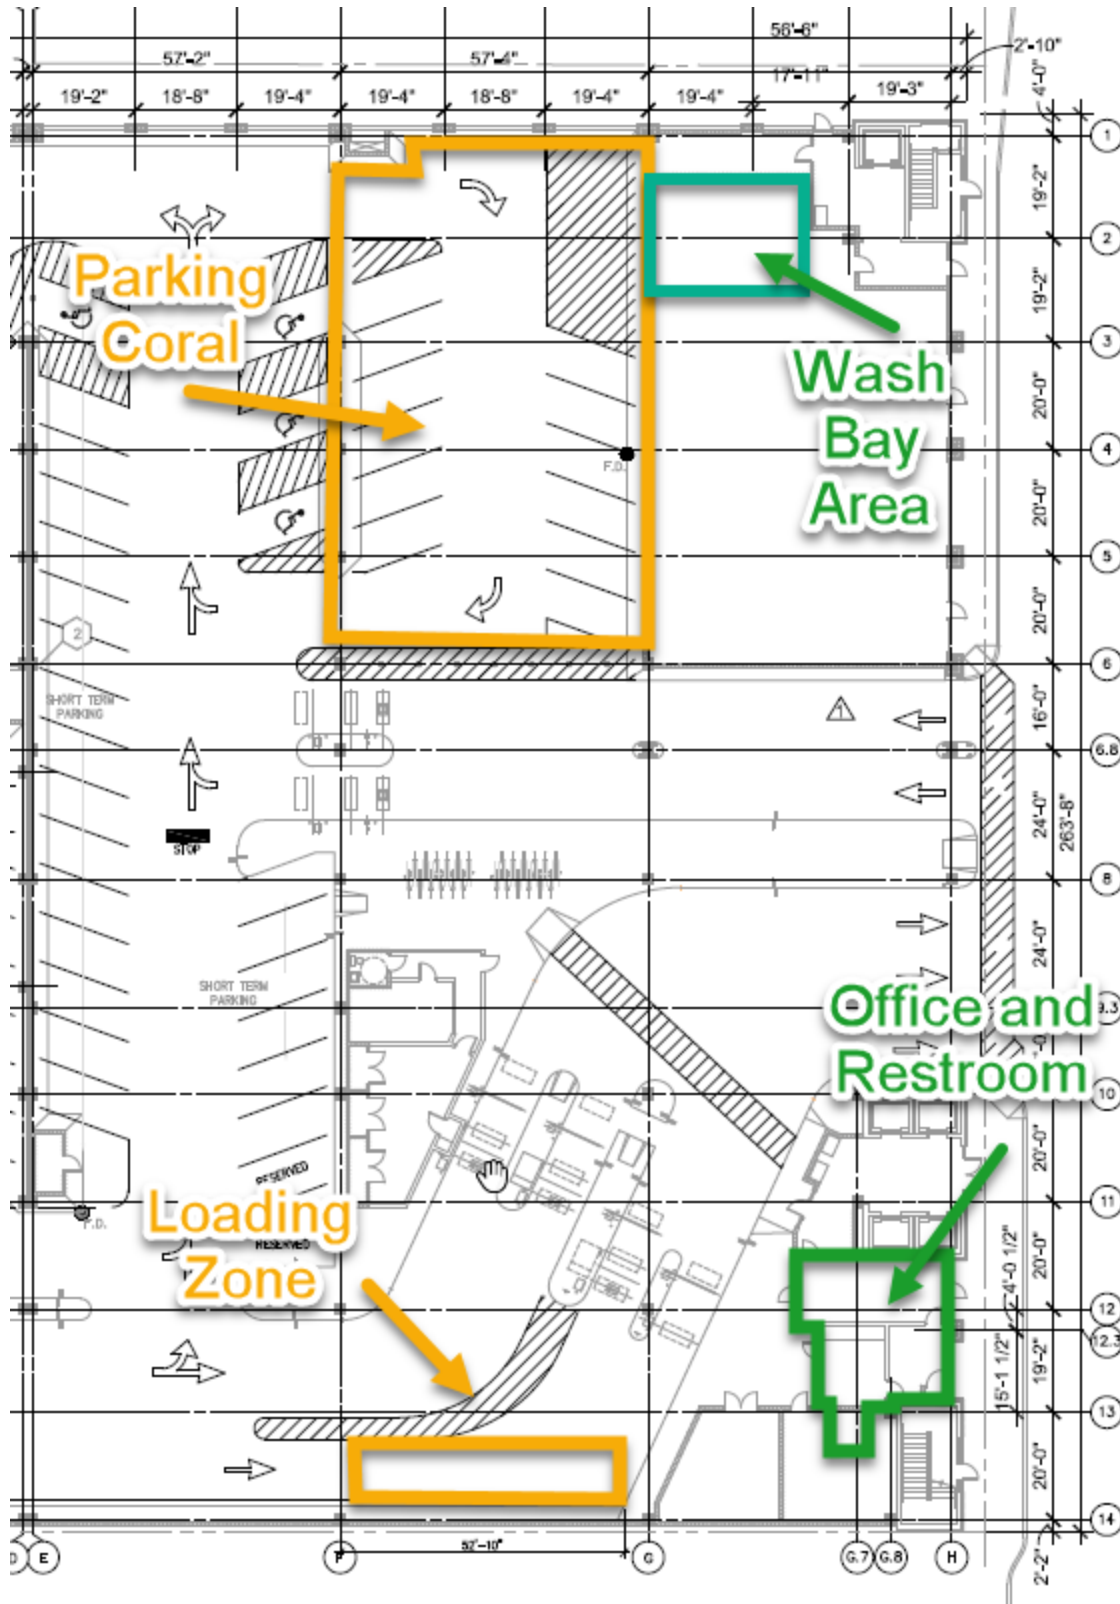 56'-6"
57'-2"
57'-4"
2'-10"
17'-11"
4'-0"
19'-2"
18'-8"
19'-4"
19'-4"
18'-8"
19'-4"
19'-4"
19'-3"
1
19'-2"
2
Parking
Coral
19'-2"
3
Wash
Bay
Area
20'-0"
4
F.D.
20'-0"
5
20'-0"
2
6
SHORT TERM
PARKING
1
16'-0"
6.8
24'-0"
263'-8"
STOP
8
24'-0"
SHORT TERM
PARKING
Office and
Restroom
9.3
10
20'-0"
RESERVED
11
Loading
Zone
F.D.
RESERVED
20'-0"
4'-0 1/2"
12
12.3
15'-1 1/2"
19'-2"
13
20'-0"
14
52'-10"
E
F
G
G.7
G.8
H
2'-2"